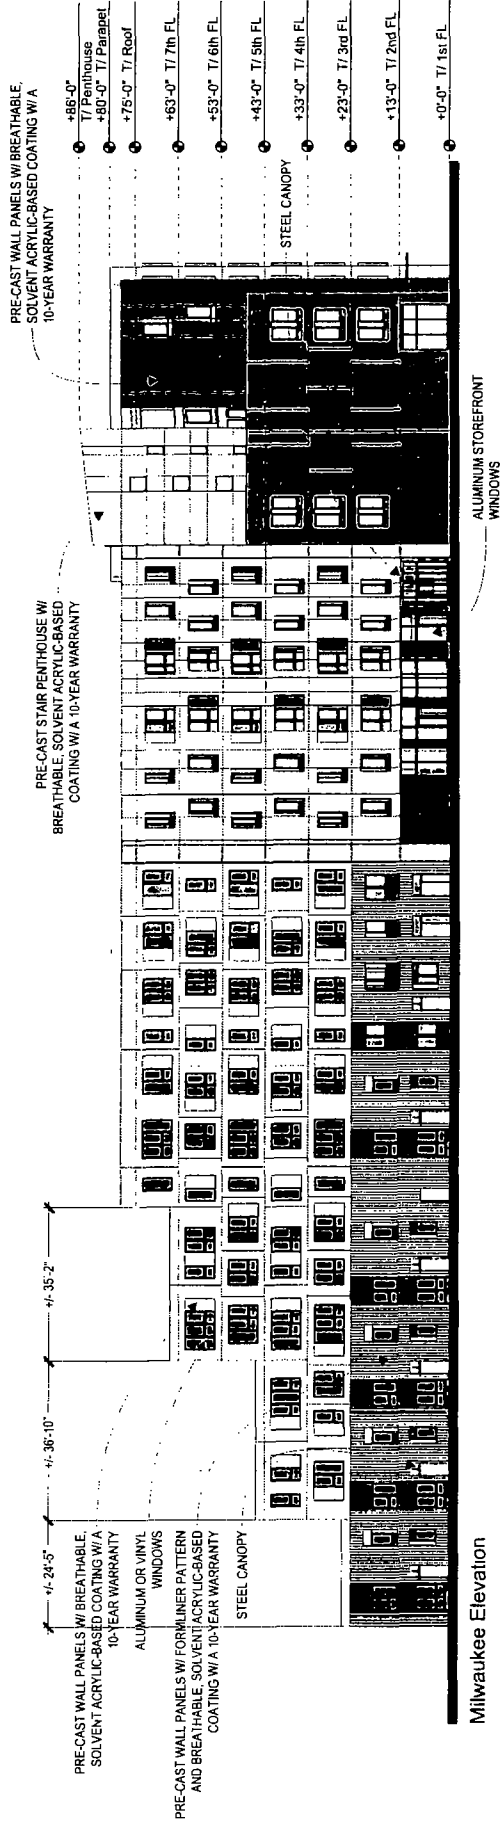 +86'-0"
T/ Penthouse
+80'-0" T/ Parapet
+75'-0" T/ Roof
+63'-0" T/ 7th FL
+53'-0" T/ 6th FL
+43'-0" T/ 5th FL
+33'-0" T/ 4th FL
+23'-0" T/ 3rd FL
+13'-0" T/ 2nd FL
+0'-0" T/ 1st FL
PRE-CAST WALL PANELS W/ BREATHABLE,
SOLVENT ACRYLIC-BASED COATING W/ A
10-YEAR WARRANTY
STEEL CANOPY
ALUMINUM STOREFRONT
WINDOWS
PRE-CAST STAIR PENTHOUSE W/
BREATHABLE, SOLVENT ACRYLIC-BASED
COATING W/ A 10-YEAR WARRANTY
+/- 35'-2"
+/- 36'-10"
+/- 24'-5"
PRE-CAST WALL PANELS W/ BREATHABLE,
SOLVENT ACRYLIC-BASED COATING W/ A
10-YEAR WARRANTY
ALUMINUM OR VINYL
WINDOWS
PRE-CAST WALL PANELS W/ FORMLINER PATTERN
AND BREATHABLE, SOLVENT ACRYLIC-BASED
COATING W/ A 10-YEAR WARRANTY
STEEL CANOPY
Milwaukee Elevation